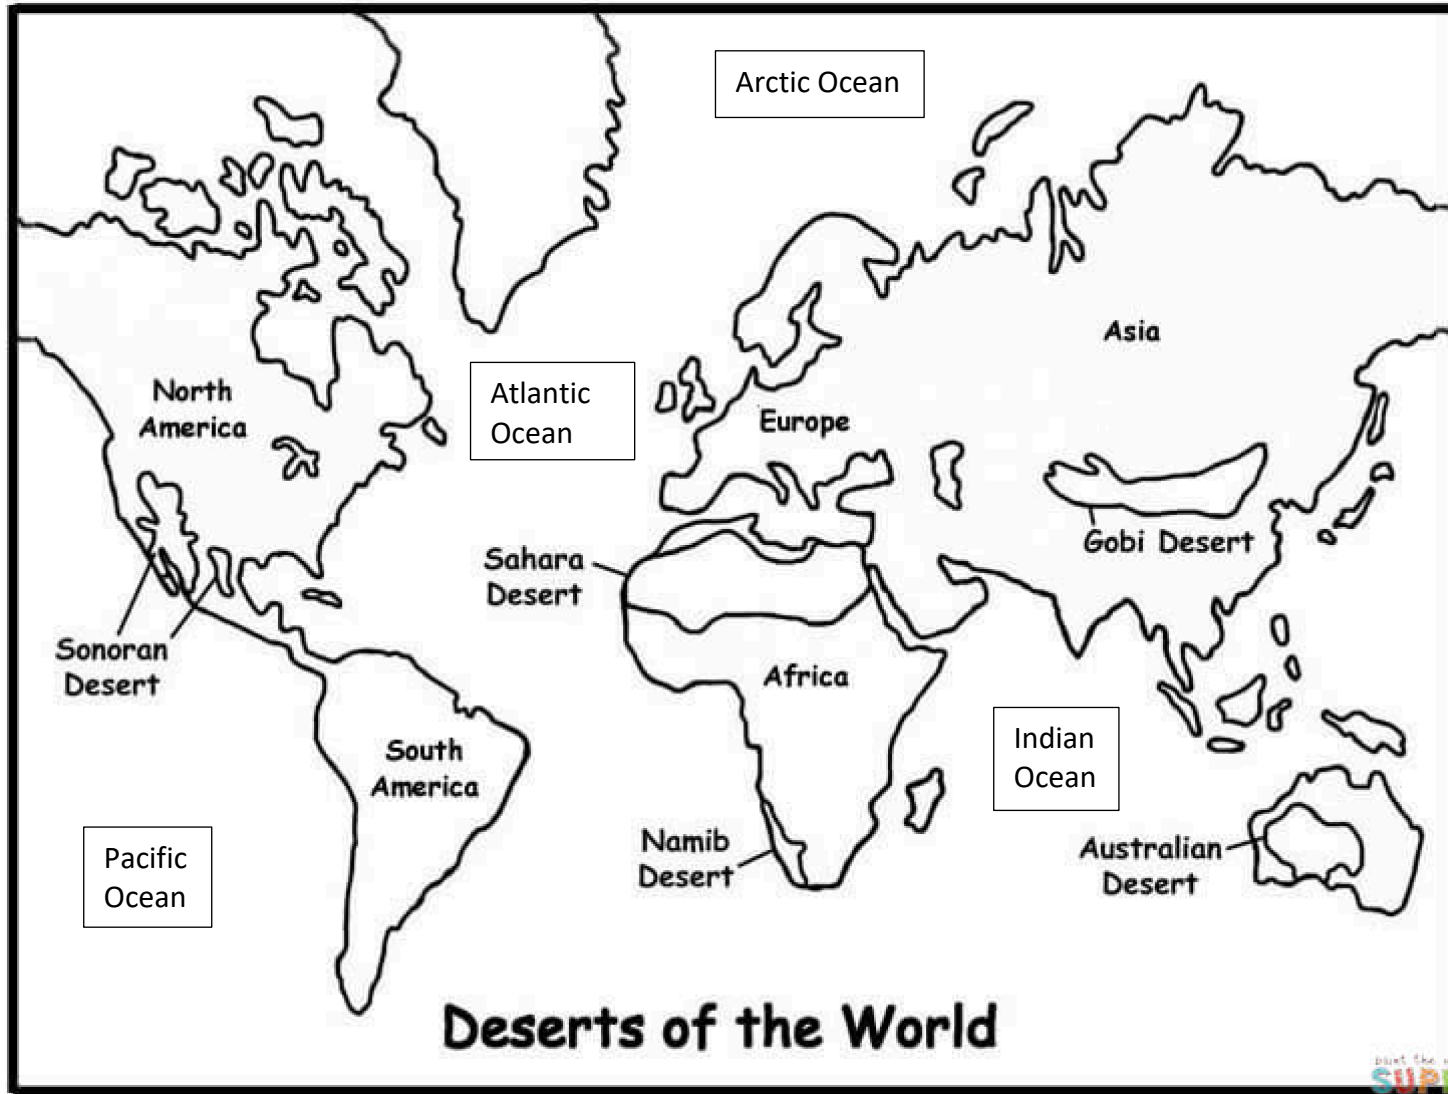 Arctic Ocean
Asia
North
America
Atlantic
Ocean
Europe
Gobi Desert
Sahara
Desert
Sonoran
Desert
Africa
South
America
Indian
Ocean
Namib
Desert
Australian
Desert
Pacific
Ocean
Deserts of the World